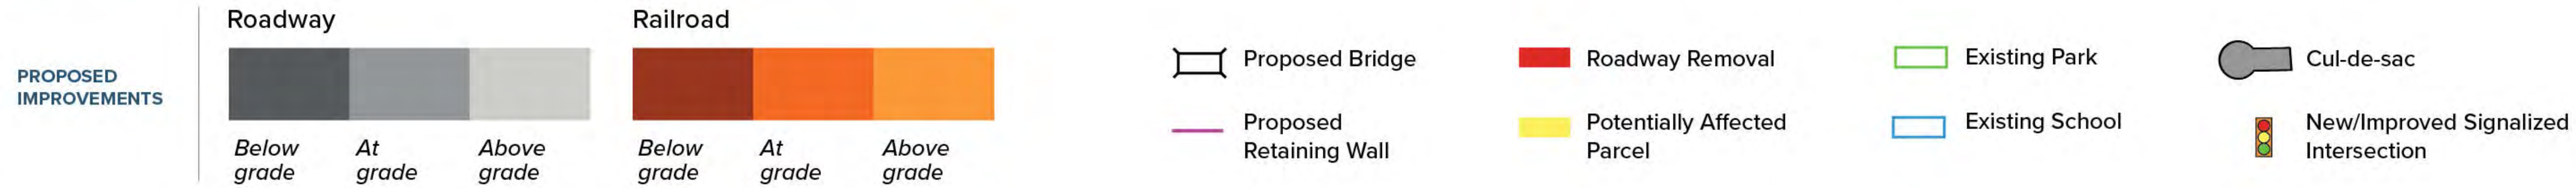 PROPOSED
IMPROVEMENTS
Roadway
Below
grade
At
grade
Above
grade
Railroad
Below
grade
At
grade
Above
grade
Proposed Bridge
Proposed
Retaining Wall
Roadway Removal
Potentially Affected
Parcel
Existing Park
Existing School
Cul-de-sac
New/Improved Signalized
Intersection